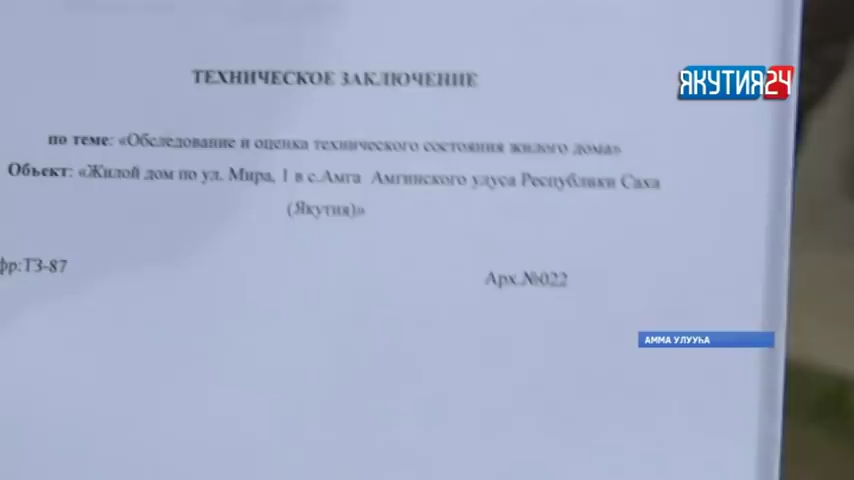 ТЕХНИЧЕСКОЕ ЗАКЛЮЧЕНИЕ
ЯКУТИЯ24
по теме: «Обследование и оценка технического состояния жилого дома»
Объект: «Жилой дом по ул. Мира, 1 в с.Амга Амгинского улуса Республики Саха
(Якутия)»
фр:ТЗ-87
Арх.№022
АММА УЛУУҺА